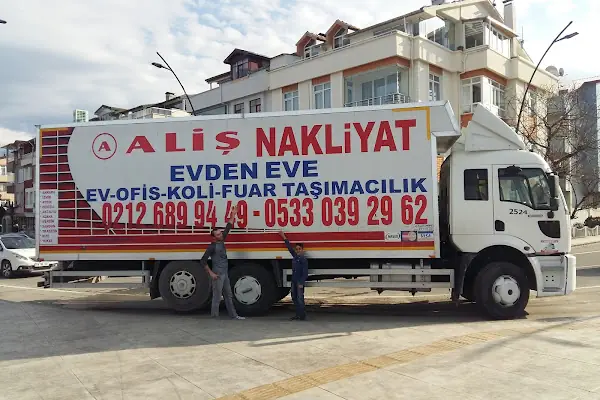 A ALİŞ NAKLİYAT
EVDEN EVE
EV-OFİS-KOLİ-FUAR TAŞIMACILIK
0212 689 94 49 - 0533 039 29 62
2524